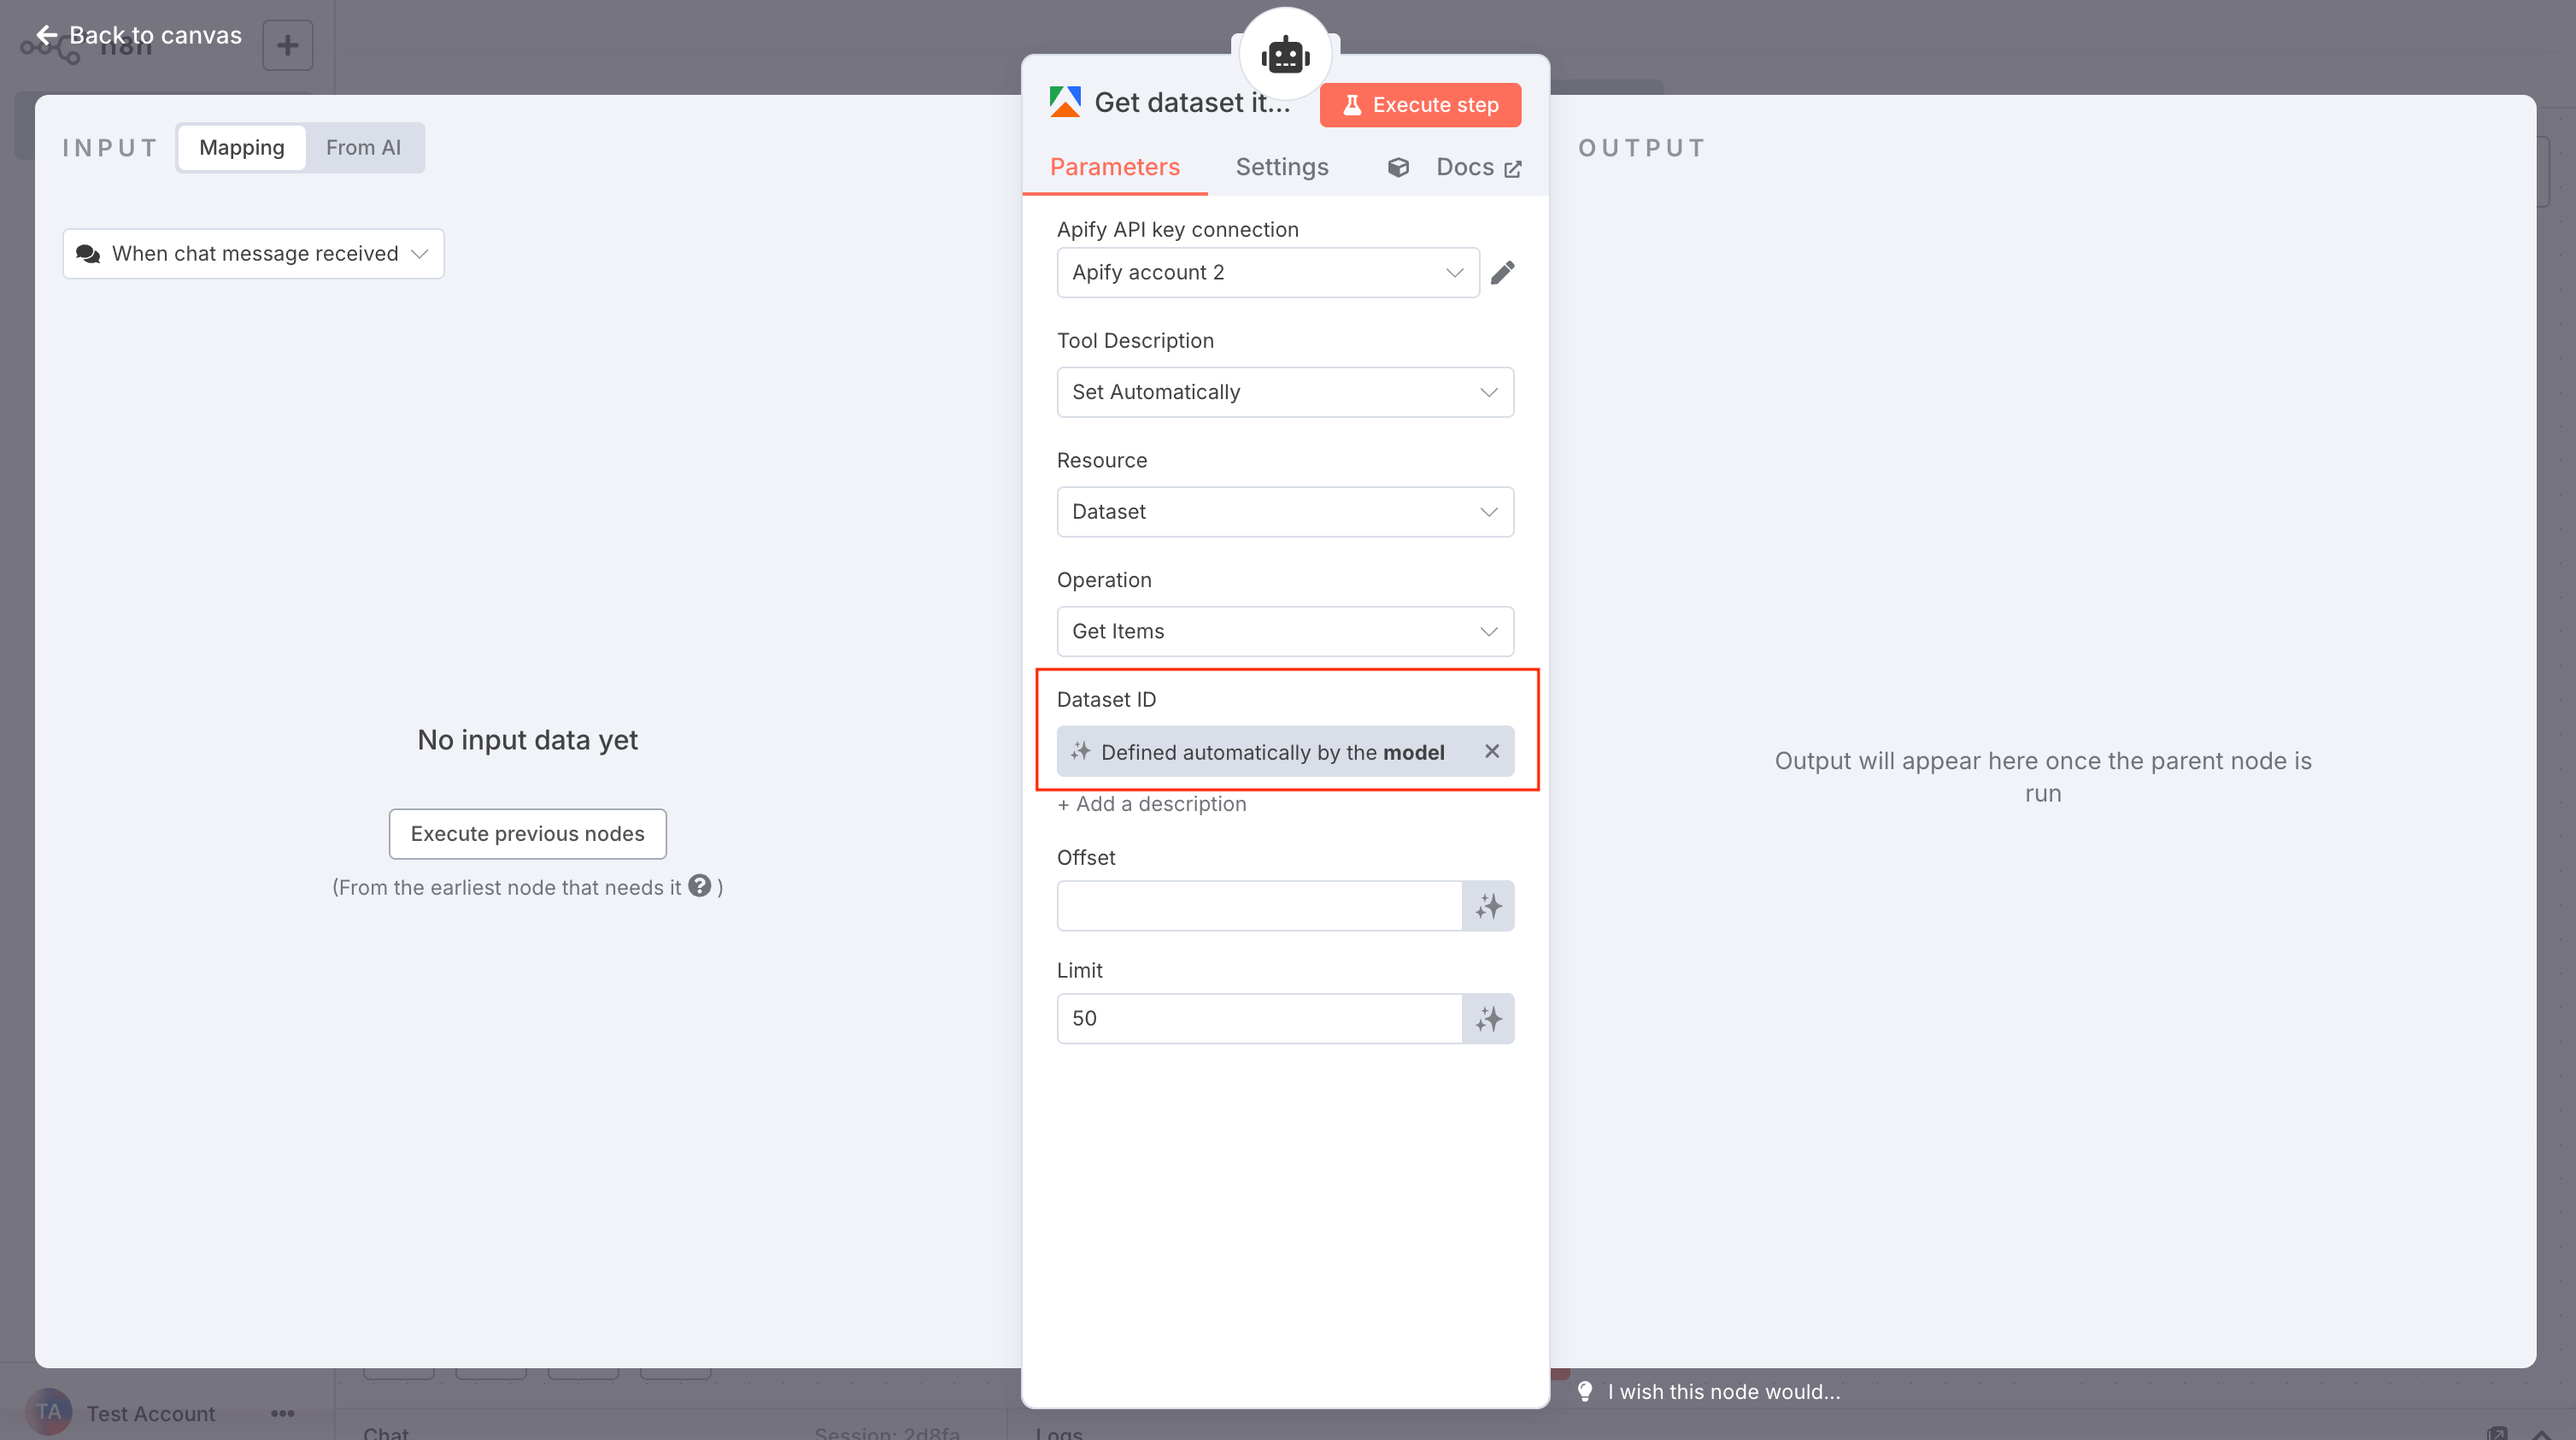 Back to canvas
n8n
INPUT
Mapping
From AI
When chat message received
No input data yet
Execute previous nodes
(From the earliest node that needs it ? )
Get dataset it...
Execute step
Parameters
Settings
Docs
Apify API key connection
Apify account 2
Tool Description
Set Automatically
Resource
Dataset
Operation
Get Items
Dataset ID
Defined automatically by the model
+ Add a description
Offset
Limit
50
OUTPUT
Output will appear here once the parent node is
run
I wish this node would...
TA
Test Account
Chat
Session: 2d8fa
Logs